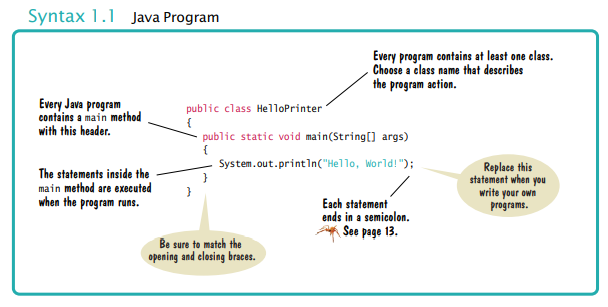 Syntax 1.1 Java Program
Every program contains at least one class.
Choose a class name that describes
the program action.
Every Java program
contains a main method
with this header.
public class HelloPrinter
{
public static void main(String[] args)
{
System.out.println("Hello, World!");
}
}
The statements inside the
main method are executed
when the program runs.
Each statement
ends in a semicolon.
See page 13.
Replace this
statement when you
write your own
programs.
Be sure to match the
opening and closing braces.